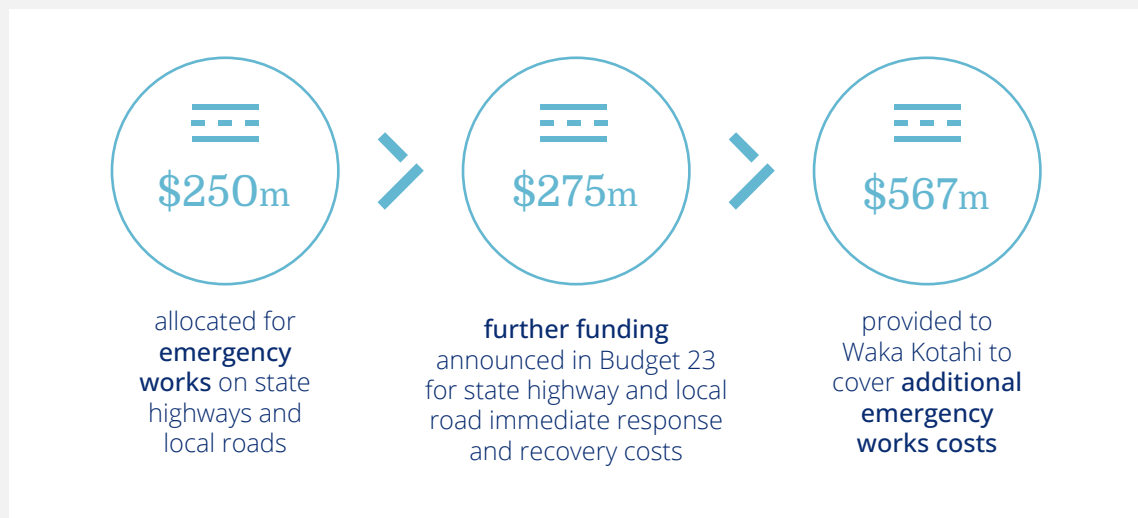 $250m
allocated for
emergency
works on state
highways and
local roads
$275m
further funding
announced in Budget 23
for state highway and local
road immediate response
and recovery costs
$567m
provided to
Waka Kotahi to
cover additional
emergency
works costs